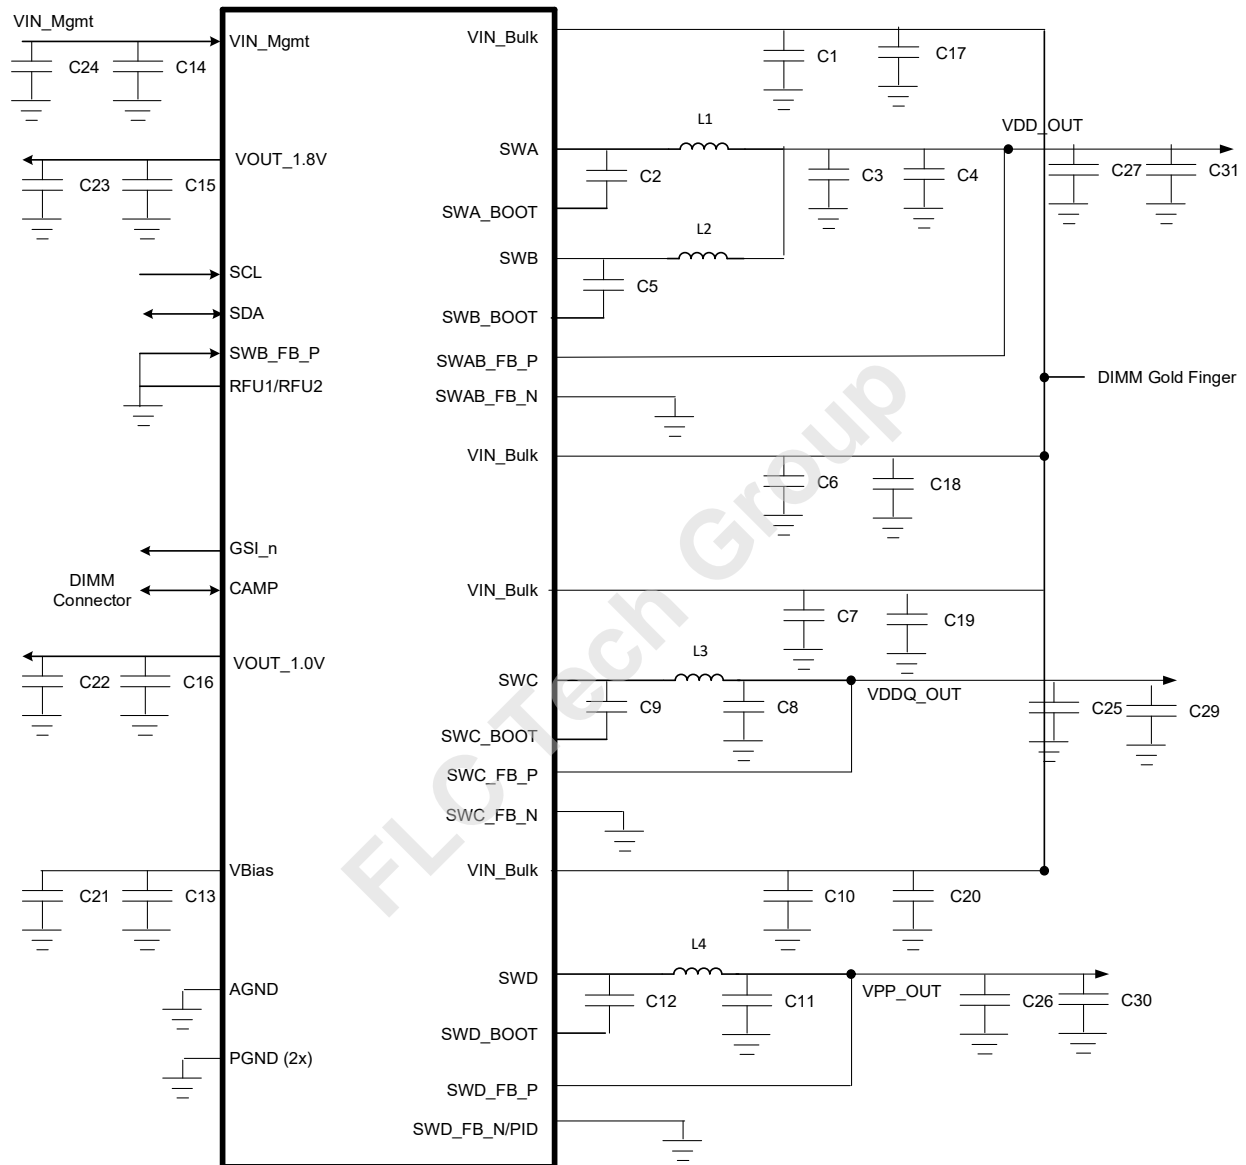 VIN_Mgmt
VIN_Mgmt
VIN_Bulk
C24
C14
C1
C17
L1
VDD_OUT
VOUT_1.8V
SWA
C23
C15
C2
C3
C4
C27
C31
SWA_BOOT
L2
SWB
SCL
C5
SDA
SWB_BOOT
SWB_FB_P
SWAB_FB_P
RFU1/RFU2
DIMM Gold Finger
SWAB_FB_N
VIN_Bulk
C6
C18
GSI_n
DIMM
Connector
CAMP
VIN_Bulk
C7
C19
L3
VOUT_1.0V
SWC
C22
C16
VDDQ_OUT
C9
C8
C25
C29
SWC_BOOT
SWC_FB_P
SWC_FB_N
VBias
VIN_Bulk
C21
C13
C10
C20
L4
SWD
AGND
VPP_OUT
C12
C11
C26
C30
SWD_BOOT
PGND (2x)
SWD_FB_P
SWD_FB_N/PID
FLC Tech Group